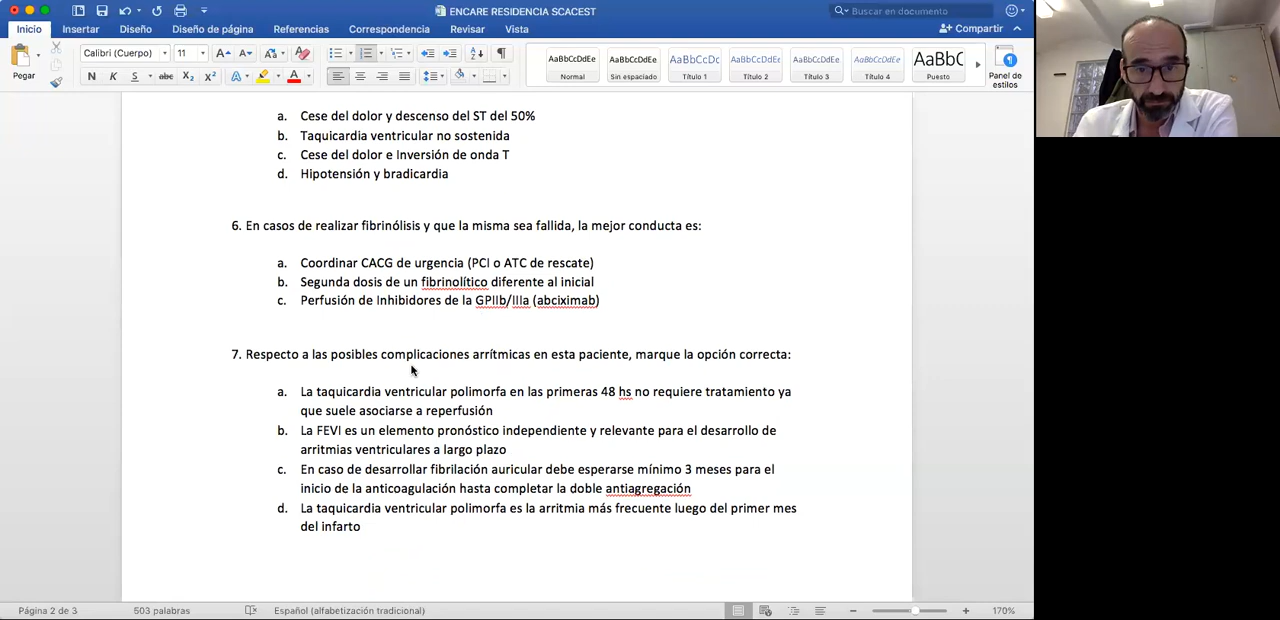 ENCARE RESIDENCIA SCACEST
Buscar en documento
Inicio Insertar Diseño Diseño de página Referencias Correspondencia Revisar Vista
Compartir
Pegar
Calibri (Cuerpo) 11
N K S abc X2 X2
AaBbCcDdEe AaBbCcDdEe AaBbCcDc AaBbCcDdEe AaBbCcDdEe AaBbCcDdEe AaBbC
Normal Sin espaciado Título 1 Título 2 Título 3 Título 4 Puesto
Panel de
estilos
a. Cese del dolor y descenso del ST del 50%
b. Taquicardia ventricular no sostenida
c. Cese del dolor e Inversión de onda T
d. Hipotensión y bradicardia
6. En casos de realizar fibrinólisis y que la misma sea fallida, la mejor conducta es:
a. Coordinar CACG de urgencia (PCI o ATC de rescate)
b. Segunda dosis de un fibrinolítico diferente al inicial
c. Perfusión de Inhibidores de la GPIIb/IIIa (abciximab)
7. Respecto a las posibles complicaciones arrítmicas en esta paciente, marque la opción correcta:
a. La taquicardia ventricular polimorfa en las primeras 48 hs no requiere tratamiento ya
que suele asociarse a reperfusión
b. La FEVI es un elemento pronóstico independiente y relevante para el desarrollo de
arritmias ventriculares a largo plazo
c. En caso de desarrollar fibrilación auricular debe esperarse mínimo 3 meses para el
inicio de la anticoagulación hasta completar la doble antiagregación
d. La taquicardia ventricular polimorfa es la arritmia más frecuente luego del primer mes
del infarto
Página 2 de 3 503 palabras Español (alfabetización tradicional) 170%